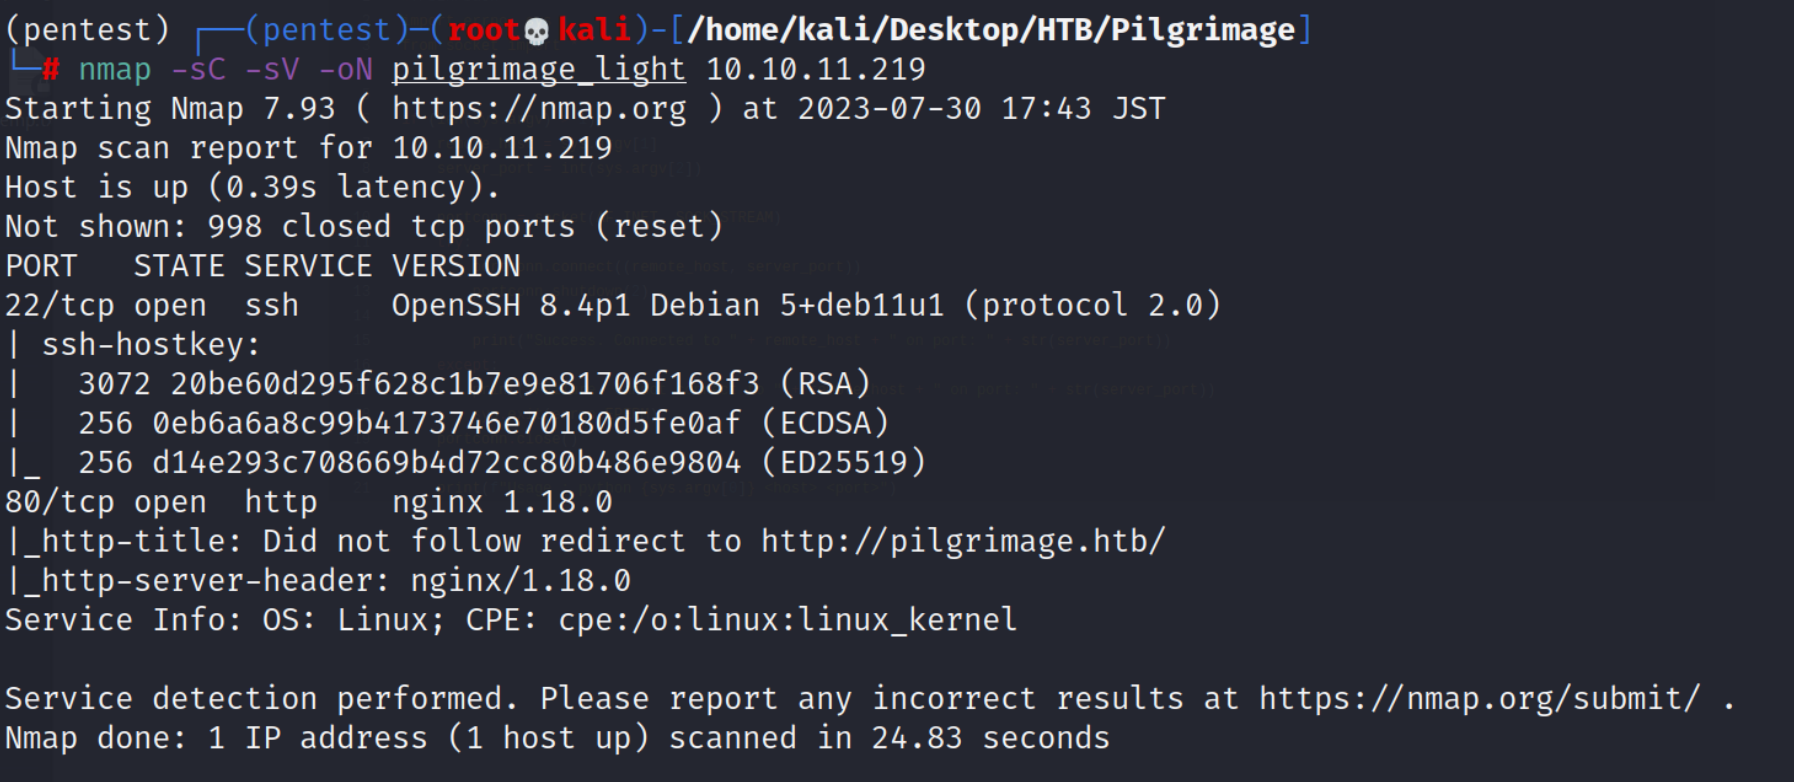 (pentest) ┌──(pentest)─(root💀kali)-[/home/kali/Desktop/HTB/Pilgrimage]
└─# nmap -sC -sV -oN pilgrimage_light 10.10.11.219
Starting Nmap 7.93 ( https://nmap.org ) at 2023-07-30 17:43 JST
Nmap scan report for 10.10.11.219
Host is up (0.39s latency).
Not shown: 998 closed tcp ports (reset)
PORT   STATE SERVICE VERSION
22/tcp open  ssh     OpenSSH 8.4p1 Debian 5+deb11u1 (protocol 2.0)
| ssh-hostkey:
|   3072 20be60d295f628c1b7e9e81706f168f3 (RSA)
|   256 0eb6a6a8c99b4173746e70180d5fe0af (ECDSA)
|_  256 d14e293c708669b4d72cc80b486e9804 (ED25519)
80/tcp open  http    nginx 1.18.0
|_http-title: Did not follow redirect to http://pilgrimage.htb/
|_http-server-header: nginx/1.18.0
Service Info: OS: Linux; CPE: cpe:/o:linux:linux_kernel

Service detection performed. Please report any incorrect results at https://nmap.org/submit/ .
Nmap done: 1 IP address (1 host up) scanned in 24.83 seconds